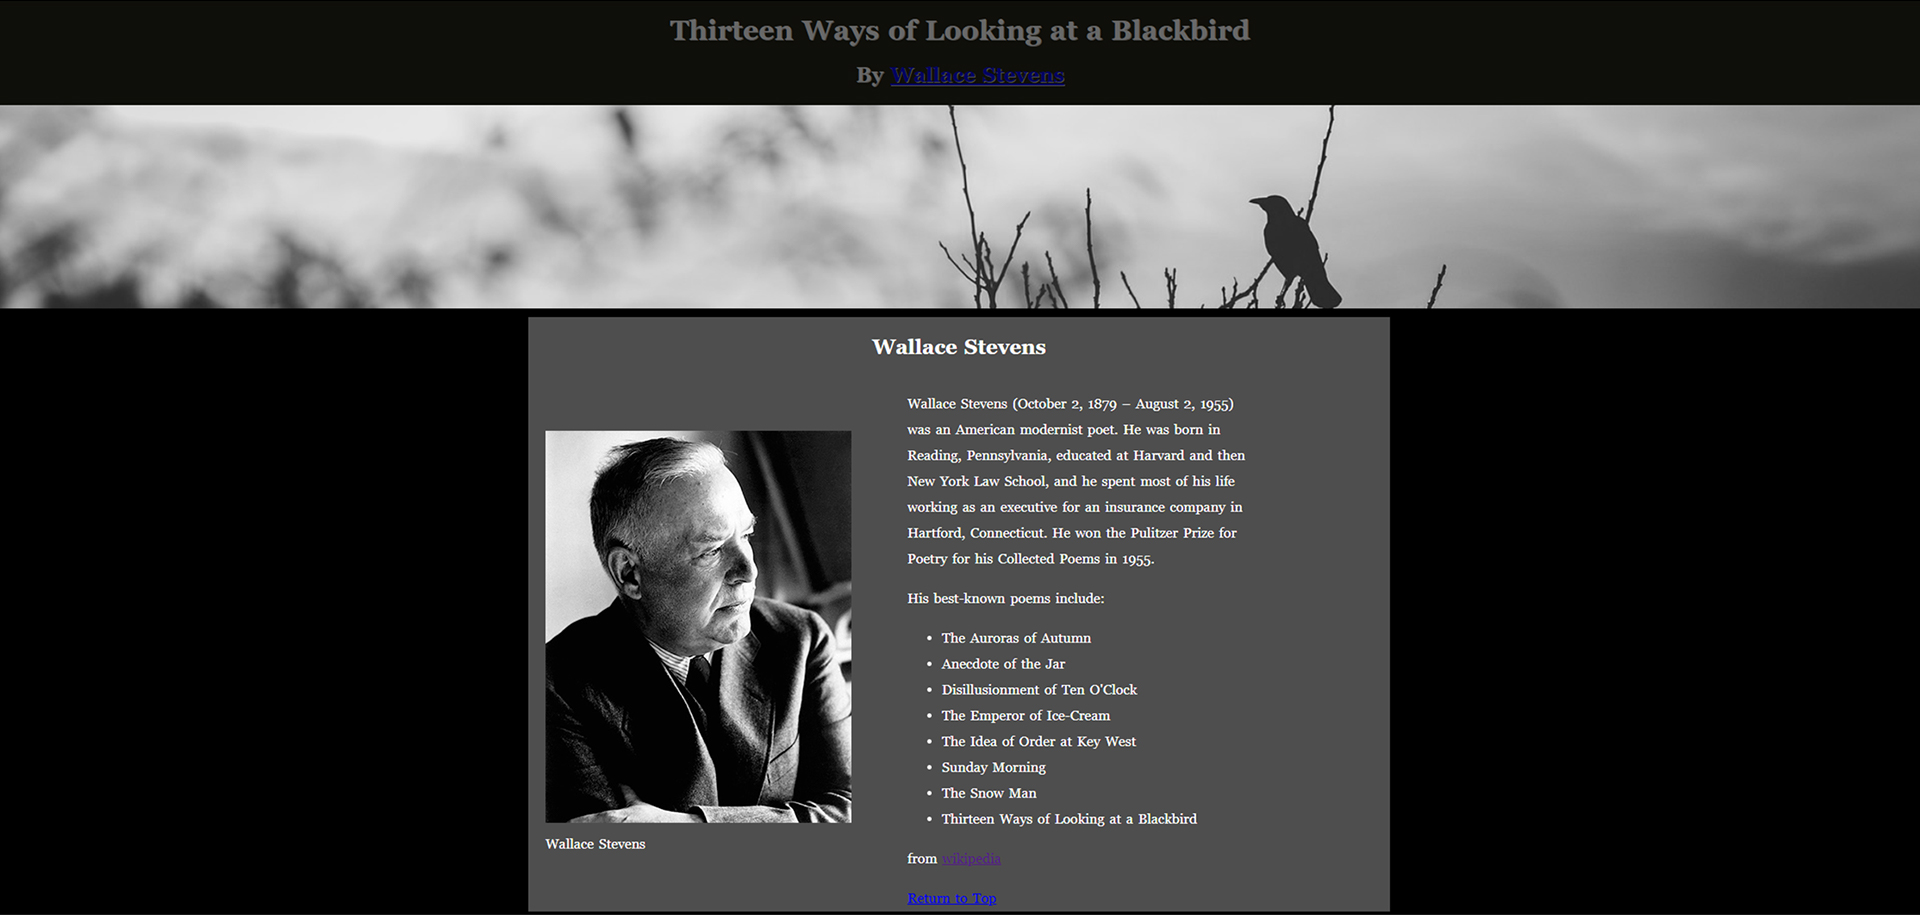 Thirteen Ways of Looking at a Blackbird
By Wallace Stevens
Wallace Stevens
Wallace Stevens (October 2, 1879 – August 2, 1955)
was an American modernist poet. He was born in
Reading, Pennsylvania, educated at Harvard and then
New York Law School, and he spent most of his life
working as an executive for an insurance company in
Hartford, Connecticut. He won the Pulitzer Prize for
Poetry for his Collected Poems in 1955.
His best-known poems include:
• The Auroras of Autumn
• Anecdote of the Jar
• Disillusionment of Ten O'Clock
• The Emperor of Ice-Cream
• The Idea of Order at Key West
• Sunday Morning
• The Snow Man
• Thirteen Ways of Looking at a Blackbird
Wallace Stevens
from wikipedia
Return to Top